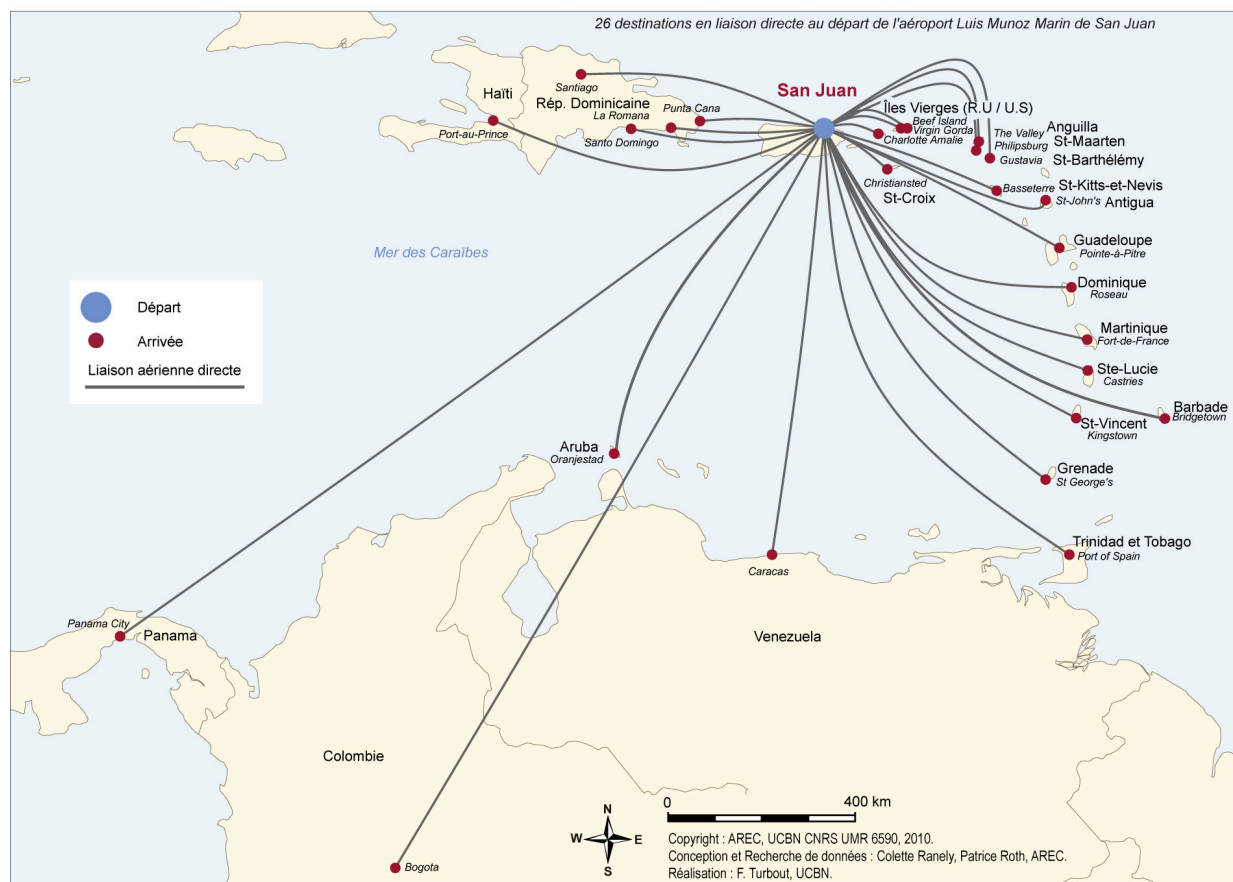 26 destinations en liaison directe au départ de l'aéroport Luis Munoz Marin de San Juan
Santiago
Haïti
Rép. Dominicaine
La Romana
Punta Cana
Port-au-Prince
Santo Domingo
San Juan
Îles Vierges (R.U / U.S)
Beef Island
Virgin Gorda
Charlotte Amalie
The Valley
Anguilla
Philipsburg
St-Maarten
Gustavia
St-Barthélémy
Christiansted
St-Croix
Basseterre
St-Kitts-et-Nevis
St-John's
Antigua
Mer des Caraïbes
Guadeloupe
Pointe-à-Pitre
Dominique
Roseau
Départ
Arrivée
Liaison aérienne directe
Martinique
Fort-de-France
Ste-Lucie
Castries
Barbade
Bridgetown
St-Vincent
Kingstown
Aruba
Oranjestad
Grenade
St George's
Trinidad et Tobago
Port of Spain
Caracas
Panama City
Panama
Venezuela
Colombie
Bogota
N
W
E
S
0
400 km
Copyright : AREC, UCBN CNRS UMR 6590, 2010.
Conception et Recherche de données : Colette Ranely, Patrice Roth, AREC.
Réalisation : F. Turbout, UCBN.